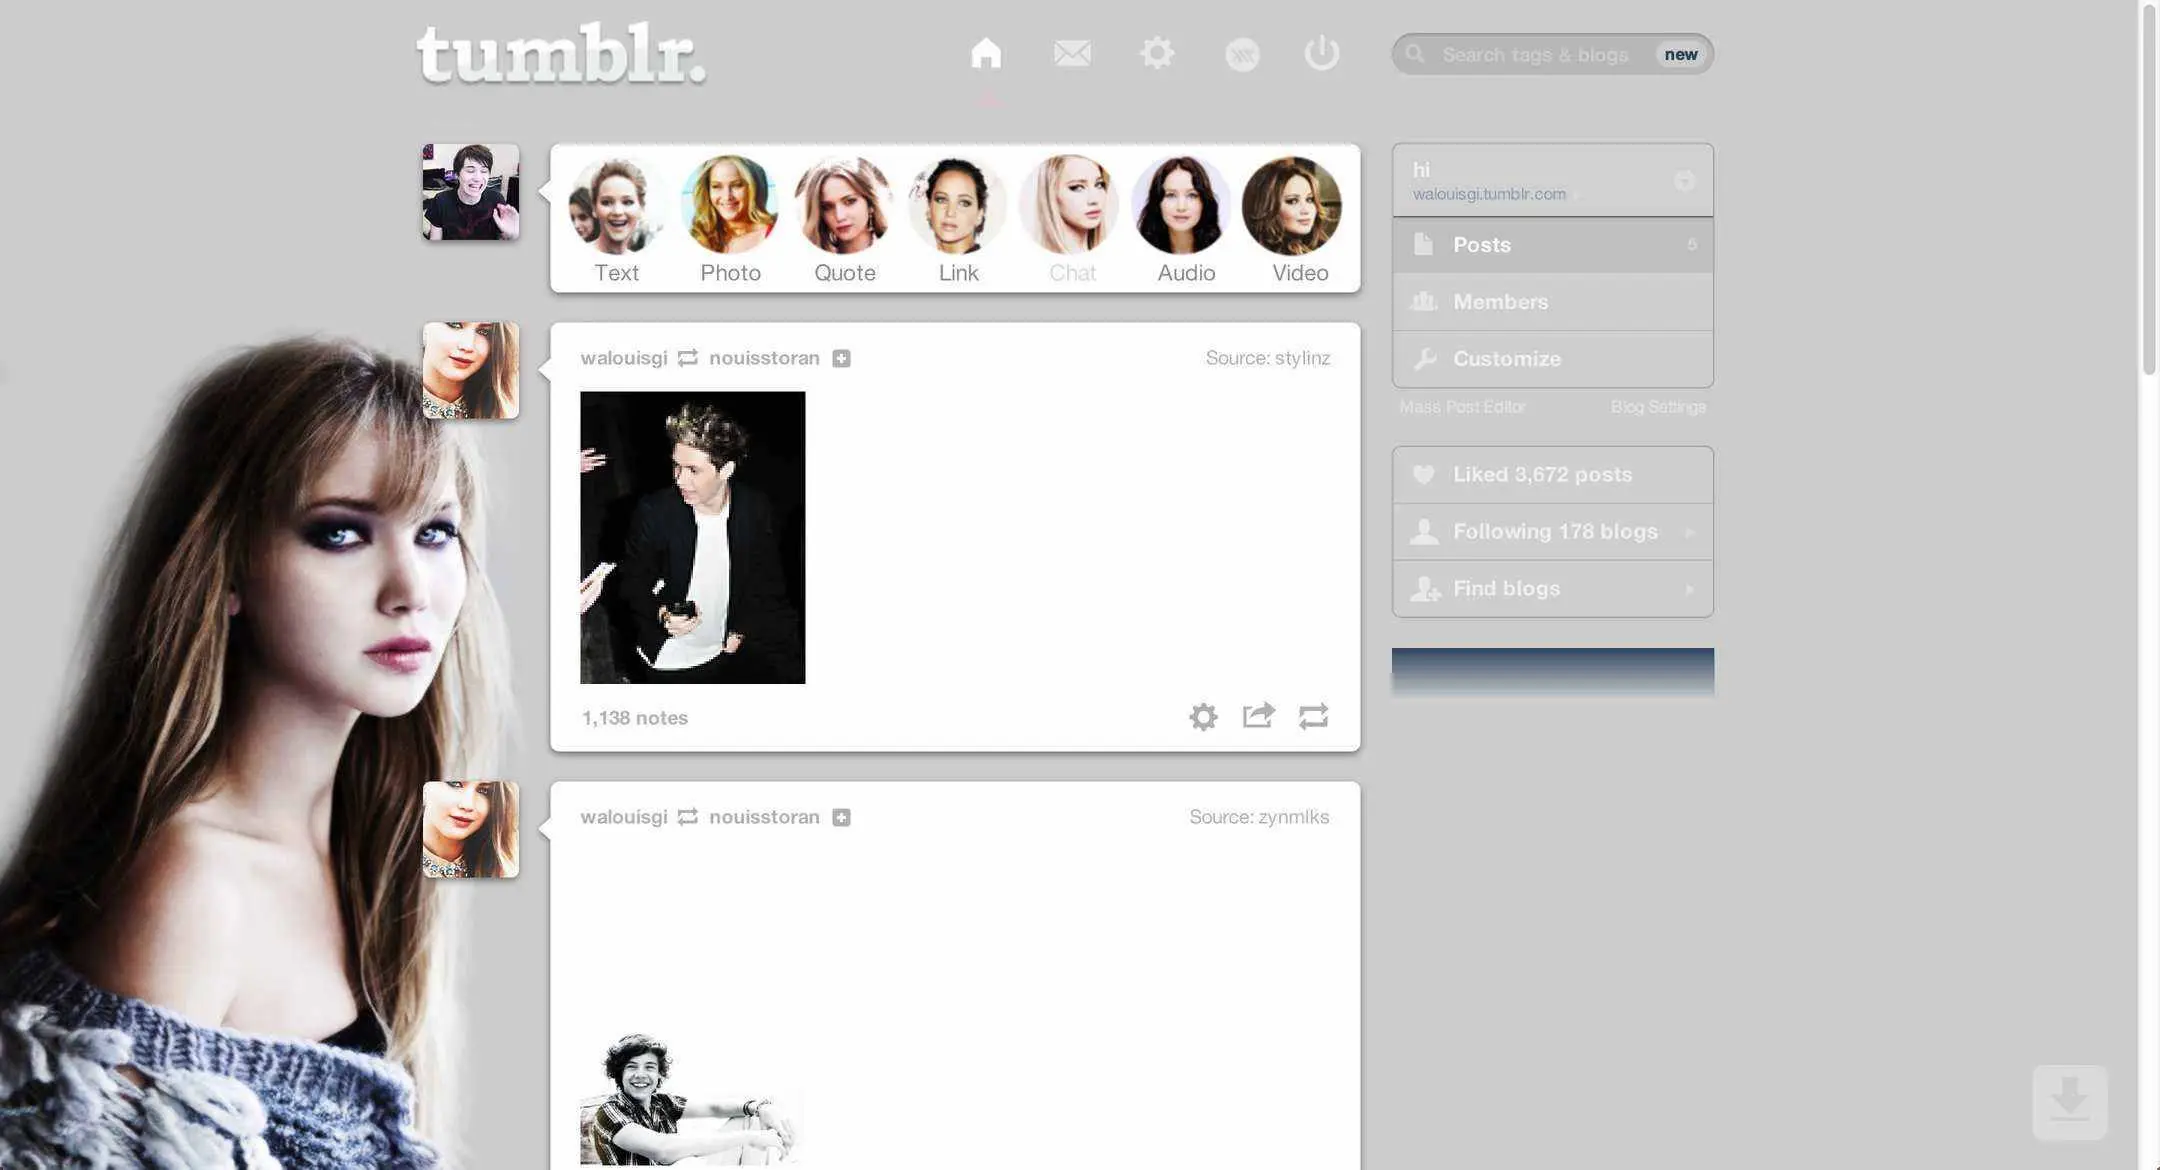 tumblr.
Search tags & blogs new
Text Photo Quote Link Chat Audio Video
hi
walouisgi.tumblr.com
Posts 5
Members
Customize
Mass Post Editor Blog Settings
walouisgi nouisstoran Source: stylinz
1,138 notes
Liked 3,672 posts
Following 178 blogs
Find blogs
walouisgi nouisstoran Source: zynmlks